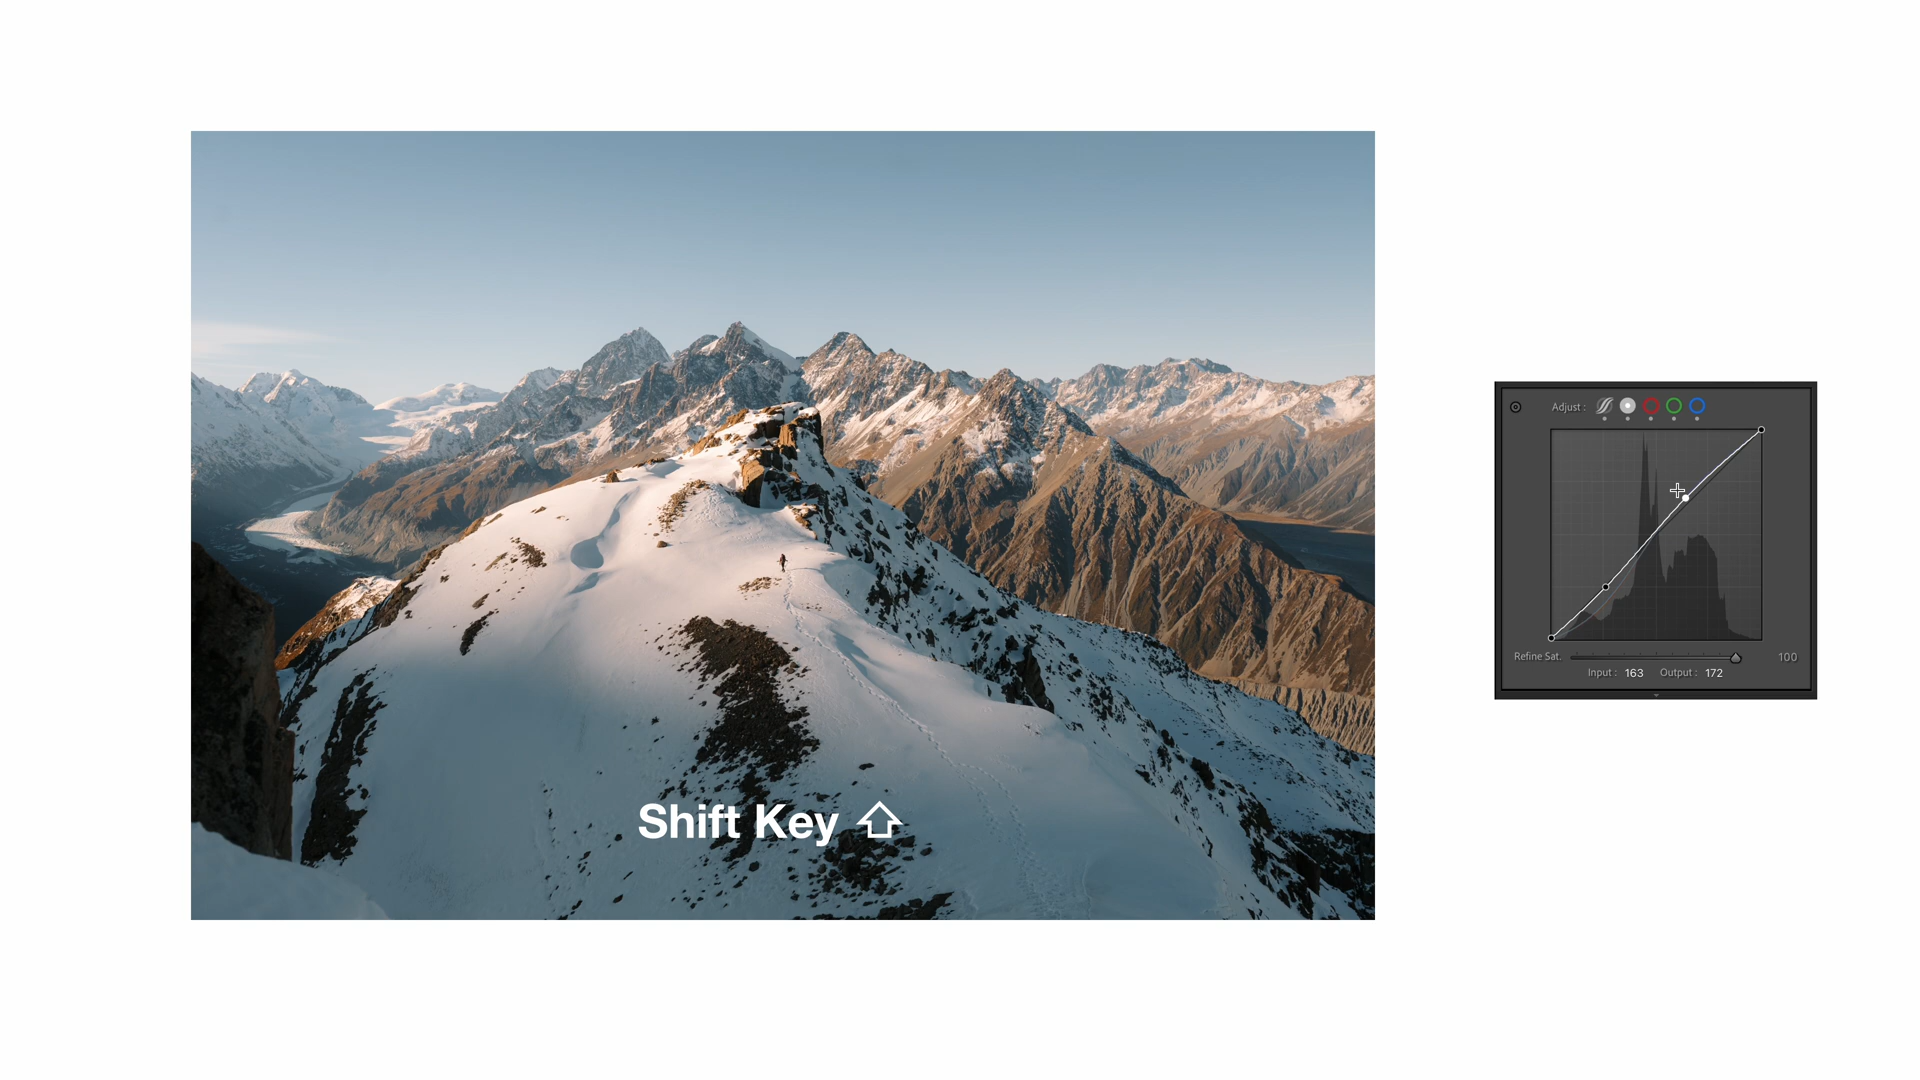 Adjust :
Refine Sat. 100
Input : 163 Output : 172
Shift Key